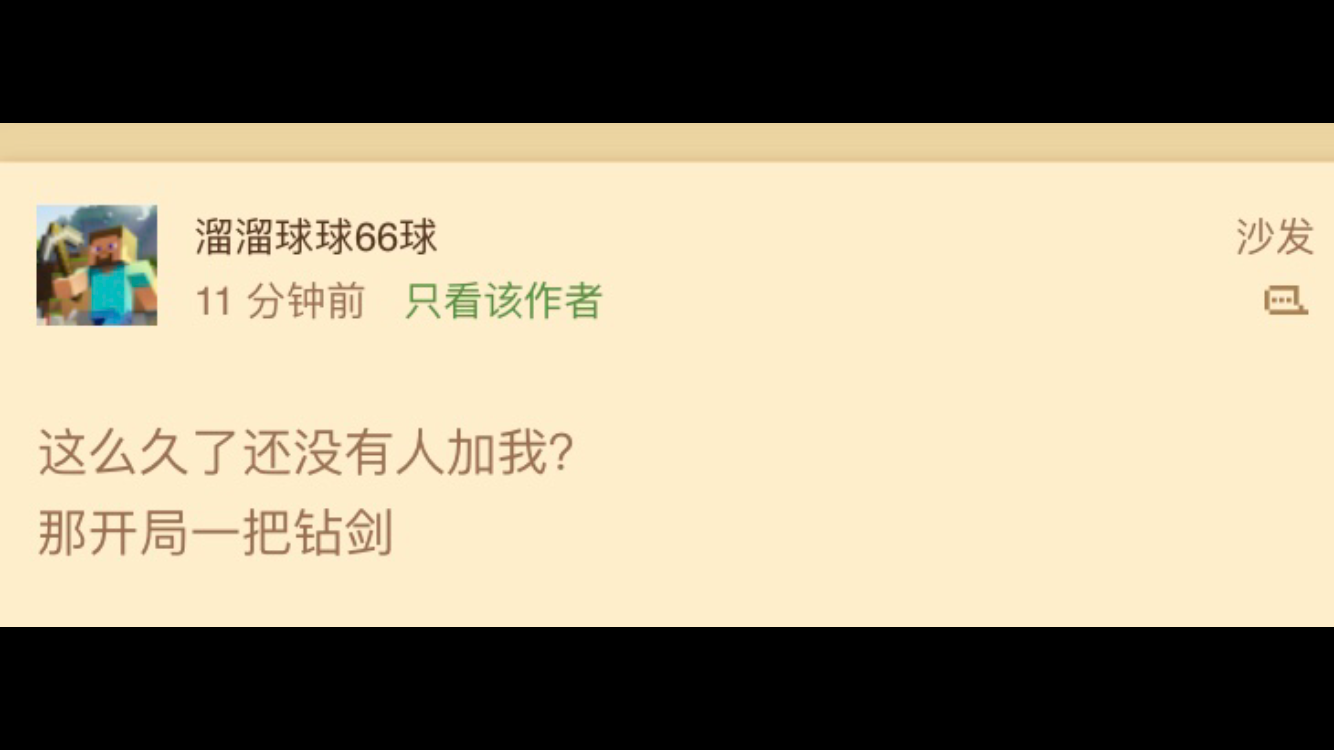 溜溜球球66球
沙发
11 分钟前 只看该作者
这么久了还没有人加我?
那开局一把钻剑